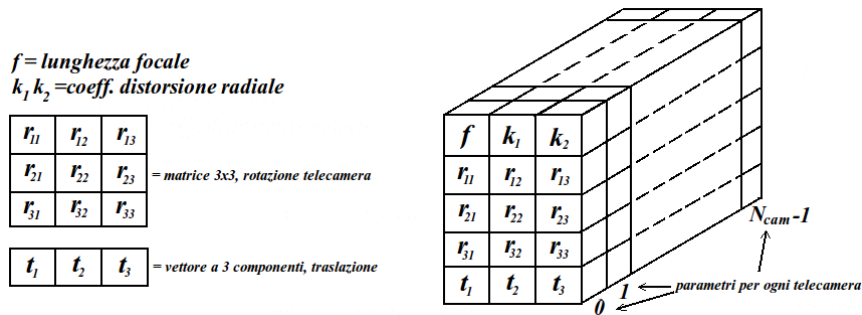 f = lunghezza focale
k₁ k₂ =coeff. distorsione radiale
r₁₁ r₁₂ r₁₃
r₂₁ r₂₂ r₂₃
= matrice 3x3, rotazione telecamera
r₃₁ r₃₂ r₃₃
t₁ t₂ t₃
= vettore a 3 componenti, traslazione
f k₁ k₂
r₁₁ r₁₂ r₁₃
r₂₁ r₂₂ r₂₃
r₃₁ r₃₂ r₃₃
t₁ t₂ t₃
0
1
N_cam -1
parametri per ogni telecamera